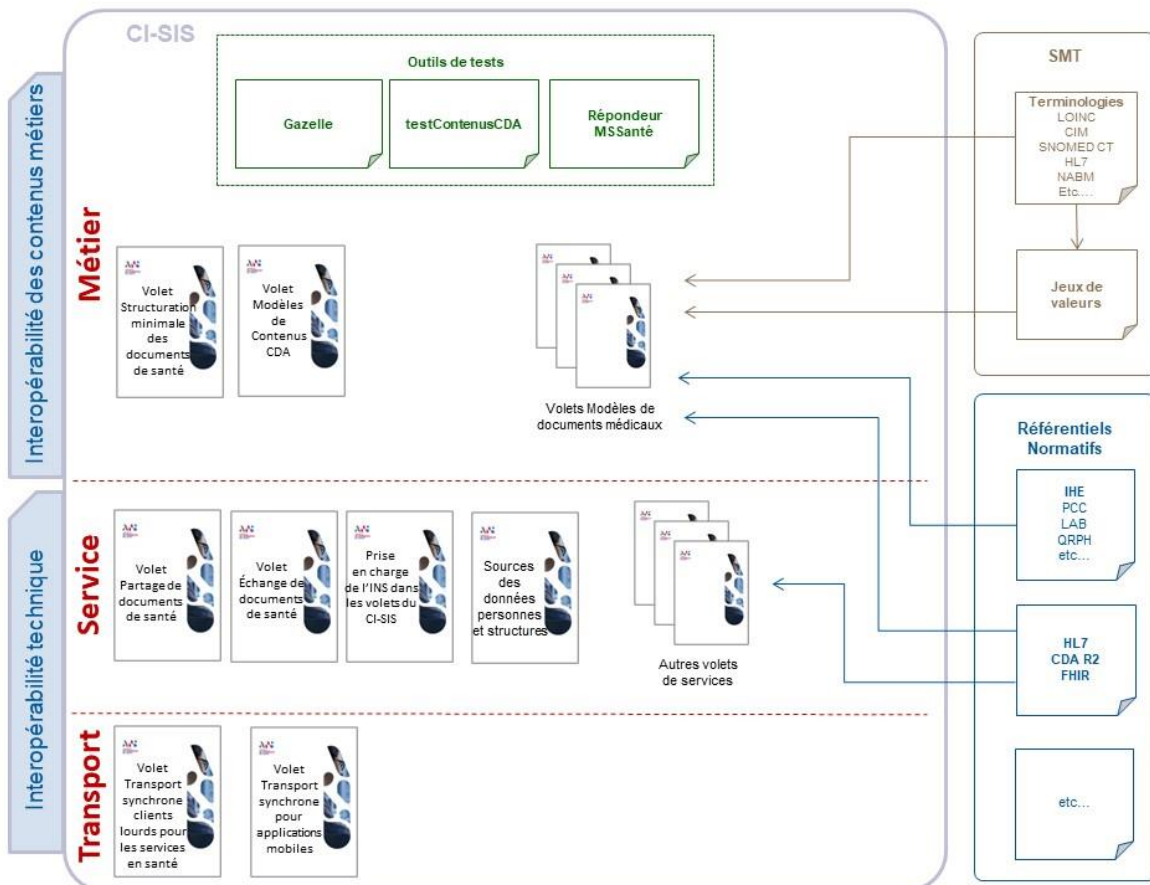 CI-SIS
Interopérabilité des contenus métiers
Interopérabilité technique
Métier
Outils de tests
Gazelle
testContenusCDA
Répondeur
MSSanté
Volet
Structuration
minimale
des
documents
de santé
Volet
Modèles
de
Contenus
CDA
Volets Modèles de
documents médicaux
Service
Volet
Partage de
documents
de santé
Volet
Échange de
documents
de santé
Prise
en charge
de l'INS dans
les volets du
CI-SIS
Sources
des
données
personnes
et structures
Autres volets
de services
Transport
Volet
Transport
synchrone
clients
lourds pour
les services
en santé
Volet
Transport
synchrone
pour
applications
mobiles
SMT
Terminologies
LOINC
CIM
SNOMED CT
HL7
NABM
Etc....
Jeux de
valeurs
Référentiels
Normatifs
IHE
PCC
LAB
QRPH
etc...
HL7
CDA R2
FHIR
etc...